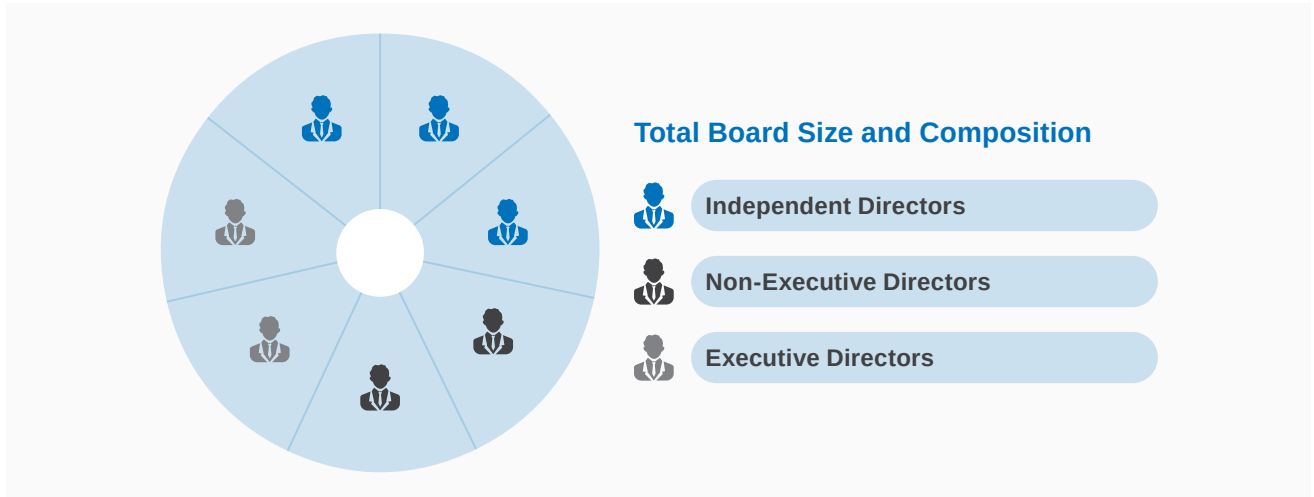 Total Board Size and Composition
Independent Directors
Non-Executive Directors
Executive Directors